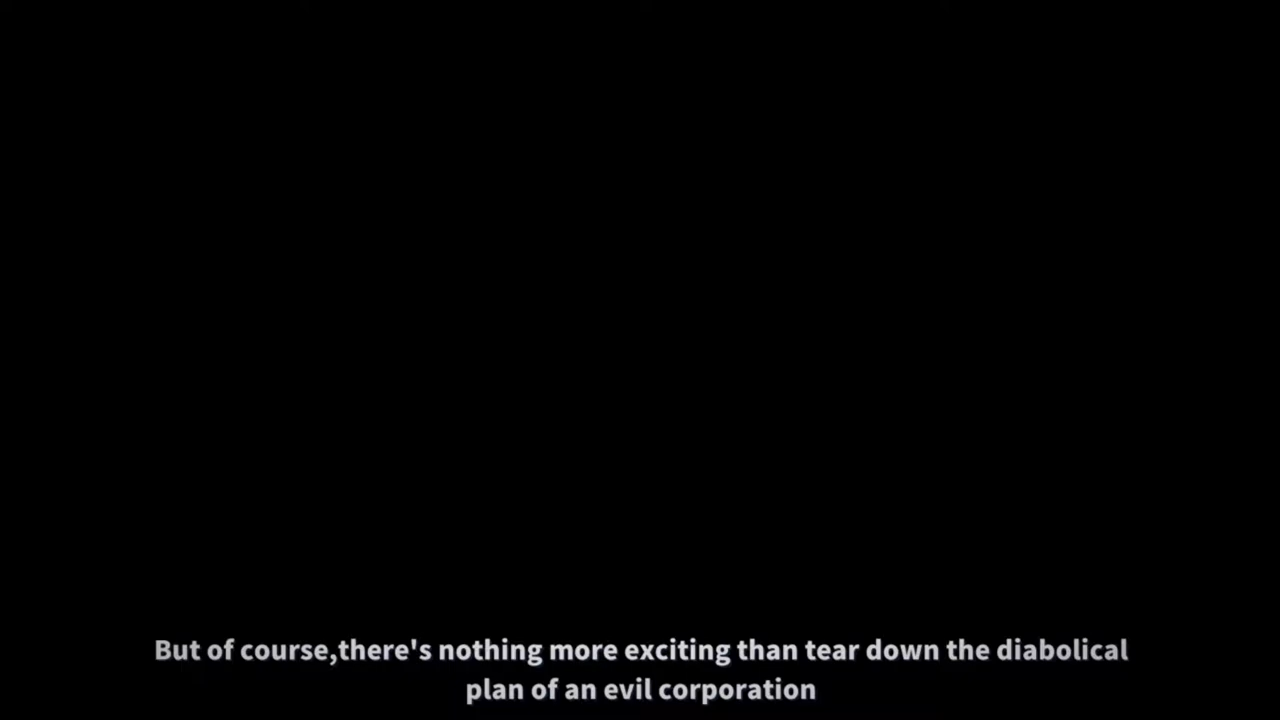 But of course,there's nothing more exciting than tear down the diabolical
plan of an evil corporation